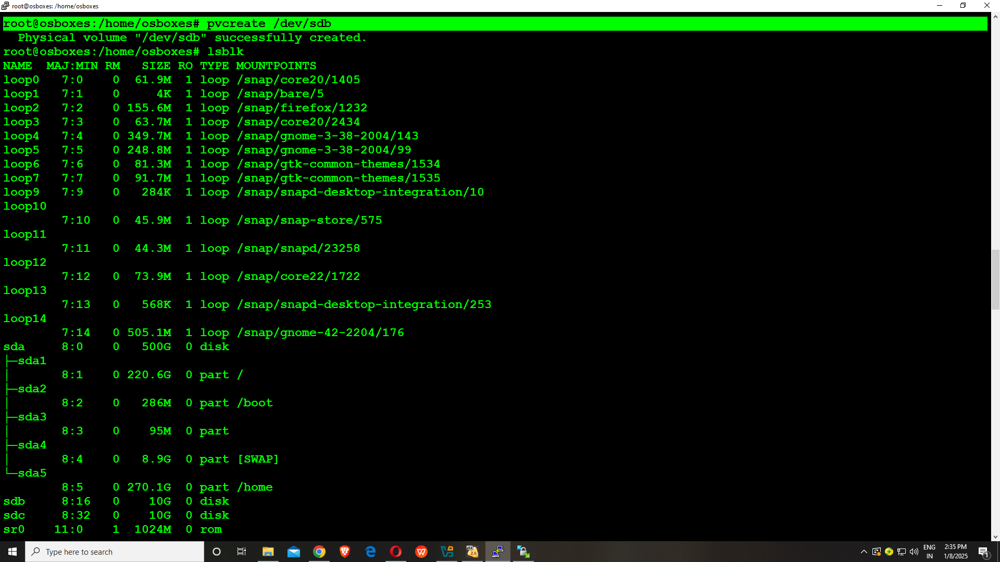 root@osboxes: /home/osboxes
root@osboxes:/home/osboxes# pvcreate /dev/sdb
  Physical volume "/dev/sdb" successfully created.
root@osboxes:/home/osboxes# lsblk
NAME  MAJ:MIN RM   SIZE RO TYPE MOUNTPOINTS
loop0   7:0    0  61.9M  1 loop /snap/core20/1405
loop1   7:1    0     4K  1 loop /snap/bare/5
loop2   7:2    0 155.6M  1 loop /snap/firefox/1232
loop3   7:3    0  63.7M  1 loop /snap/core20/2434
loop4   7:4    0 349.7M  1 loop /snap/gnome-3-38-2004/143
loop5   7:5    0 248.8M  1 loop /snap/gnome-3-38-2004/99
loop6   7:6    0  81.3M  1 loop /snap/gtk-common-themes/1534
loop7   7:7    0  91.7M  1 loop /snap/gtk-common-themes/1535
loop9   7:9    0   284K  1 loop /snap/snapd-desktop-integration/10
loop10
        7:10   0  45.9M  1 loop /snap/snap-store/575
loop11
        7:11   0  44.3M  1 loop /snap/snapd/23258
loop12
        7:12   0  73.9M  1 loop /snap/core22/1722
loop13
        7:13   0   568K  1 loop /snap/snapd-desktop-integration/253
loop14
        7:14   0 505.1M  1 loop /snap/gnome-42-2204/176
sda     8:0    0   500G  0 disk
├─sda1
│       8:1    0 220.6G  0 part /
├─sda2
│       8:2    0   286M  0 part /boot
├─sda3
│       8:3    0    95M  0 part
├─sda4
│       8:4    0   8.9G  0 part [SWAP]
└─sda5
        8:5    0 270.1G  0 part /home
sdb     8:16   0    10G  0 disk
sdc     8:32   0    10G  0 disk
sr0    11:0    1  1024M  0 rom
Type here to search
x64
2.6
ENG
IN
2:35 PM
1/8/2025
1